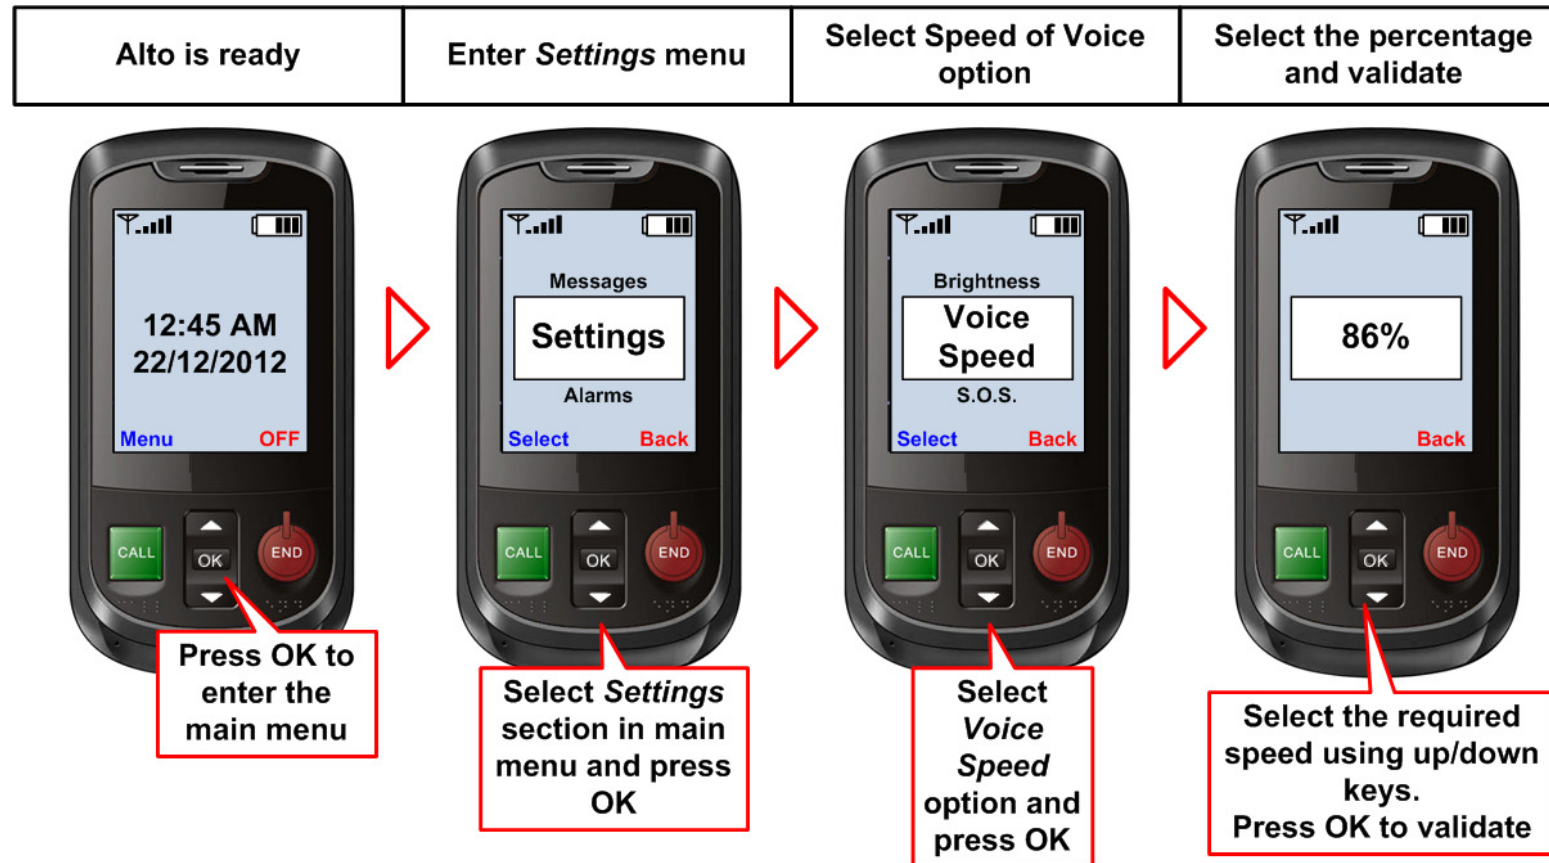 Alto is ready
Enter Settings menu
Select Speed of Voice
option
Select the percentage
and validate
12:45 AM
22/12/2012
Menu OFF
CALL
OK
END
Press OK to
enter the
main menu
Messages
Settings
Alarms
Select Back
CALL
OK
END
Select Settings
section in main
menu and press
OK
Brightness
Voice
Speed
S.O.S.
Select Back
CALL
OK
END
Select
Voice
Speed
option and
press OK
86%
Back
CALL
OK
END
Select the required
speed using up/down
keys.
Press OK to validate